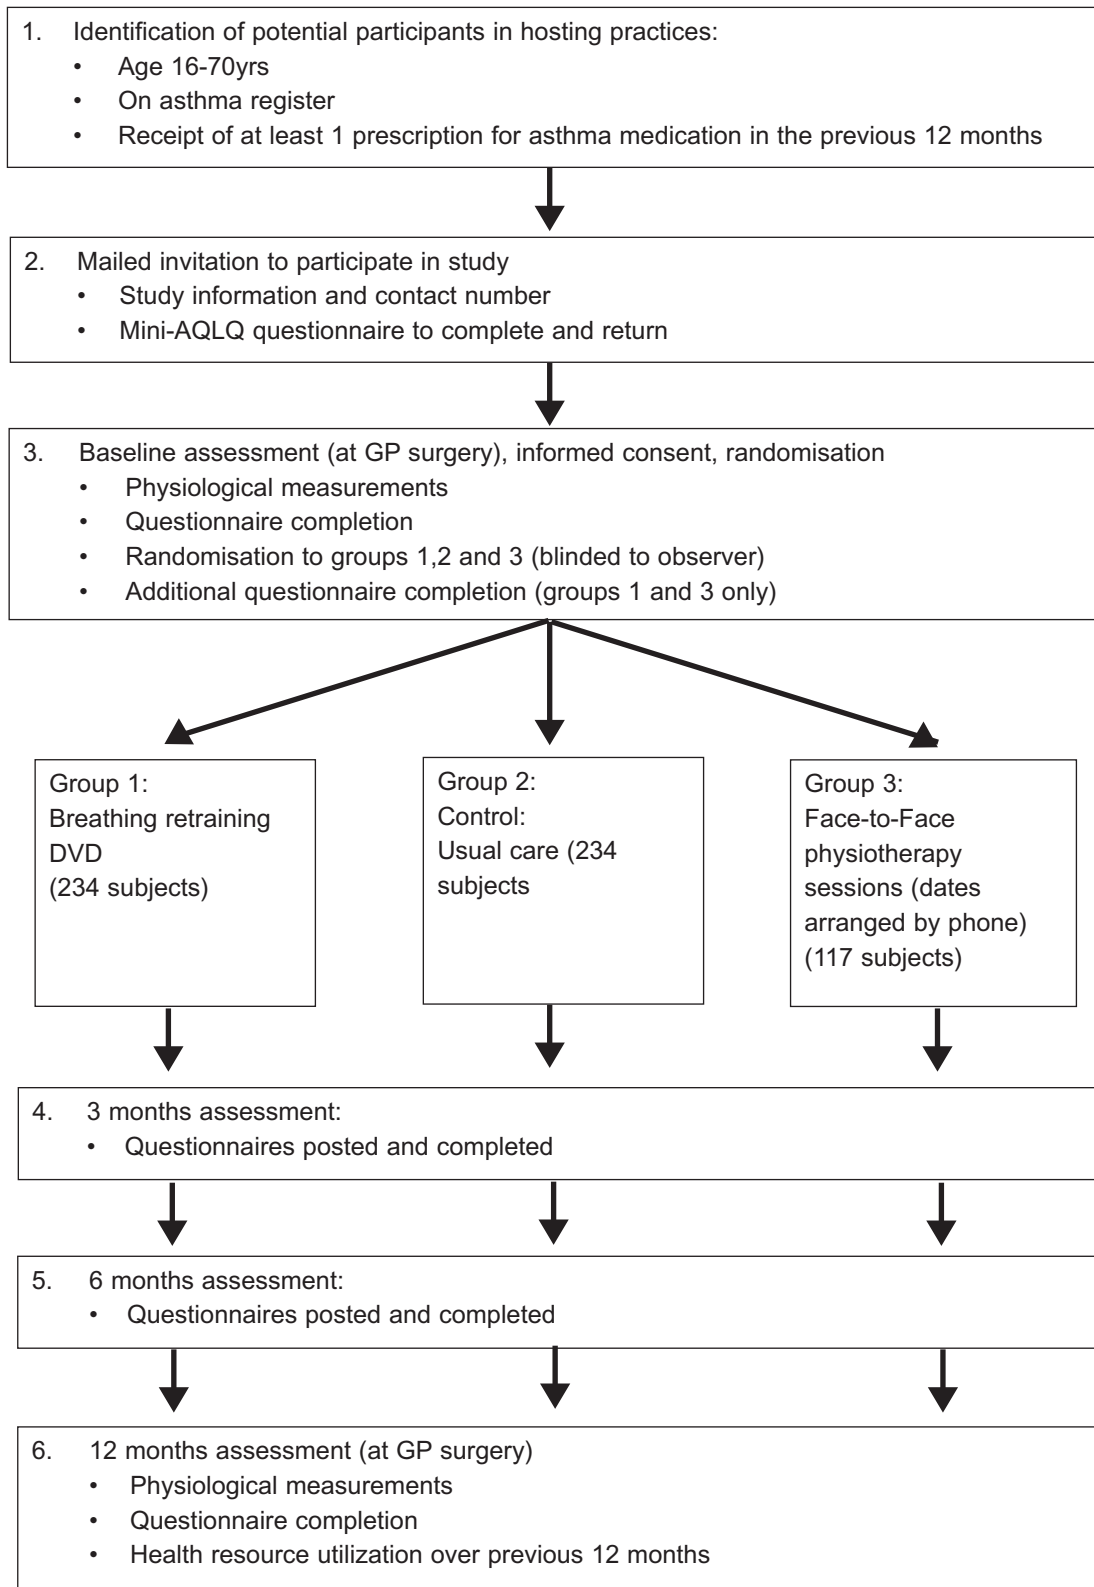 1. Identification of potential participants in hosting practices:
• Age 16-70yrs
• On asthma register
• Receipt of at least 1 prescription for asthma medication in the previous 12 months
2. Mailed invitation to participate in study
• Study information and contact number
• Mini-AQLQ questionnaire to complete and return
3. Baseline assessment (at GP surgery), informed consent, randomisation
• Physiological measurements
• Questionnaire completion
• Randomisation to groups 1,2 and 3 (blinded to observer)
• Additional questionnaire completion (groups 1 and 3 only)
Group 1:
Breathing retraining
DVD
(234 subjects)
Group 2:
Control:
Usual care (234
subjects
Group 3:
Face-to-Face
physiotherapy
sessions (dates
arranged by phone)
(117 subjects)
4. 3 months assessment:
• Questionnaires posted and completed
5. 6 months assessment:
• Questionnaires posted and completed
6. 12 months assessment (at GP surgery)
• Physiological measurements
• Questionnaire completion
• Health resource utilization over previous 12 months